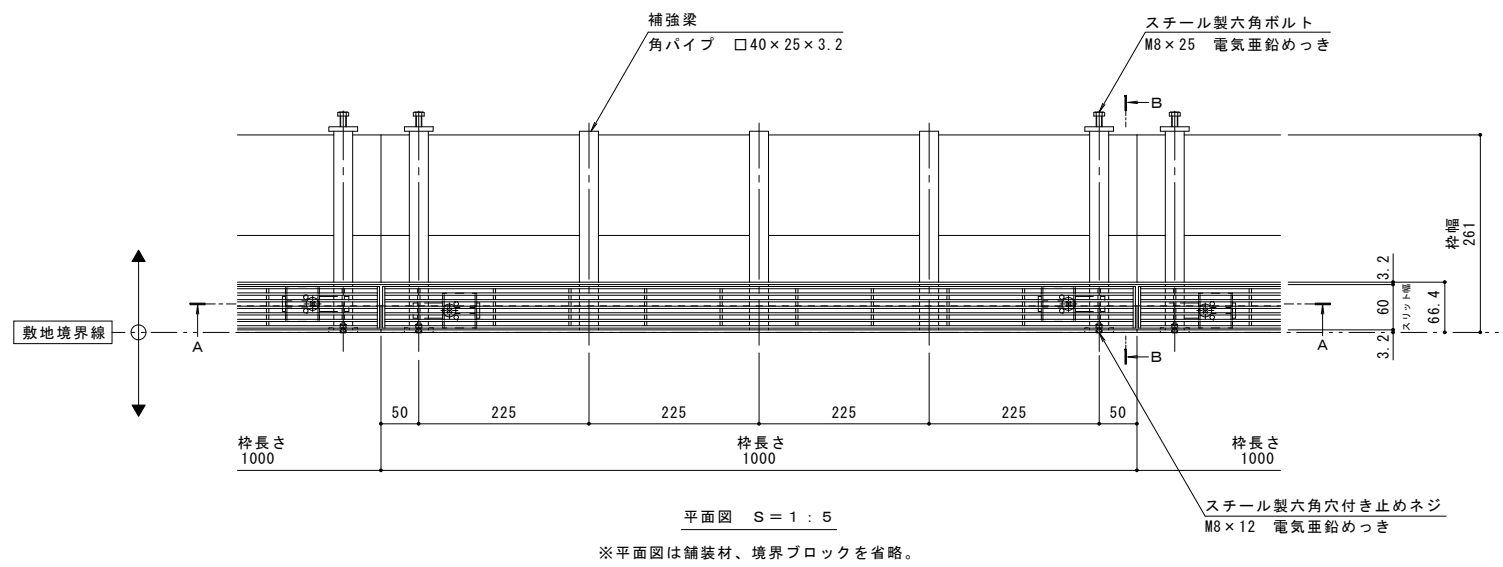 補強梁
角パイプ　□40×25×3.2
スチール製六角ボルト
M8×25　電気亜鉛めっき
B
枠幅
261
3.2
60
スリット幅
66.4
3.2
敷地境界線
A
A
B
50
225
225
225
225
50
枠長さ
1000
枠長さ
1000
枠長さ
1000
スチール製六角穴付き止めネジ
M8×12　電気亜鉛めっき
平面図　S＝1：5
※平面図は舗装材、境界ブロックを省略。